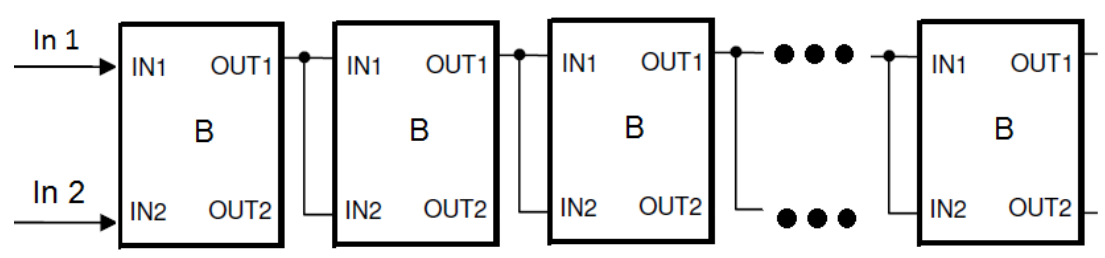 In 1
IN1 OUT1 IN1 OUT1 IN1 OUT1 IN1 OUT1
B B B B
In 2
IN2 OUT2 IN2 OUT2 IN2 OUT2 IN2 OUT2